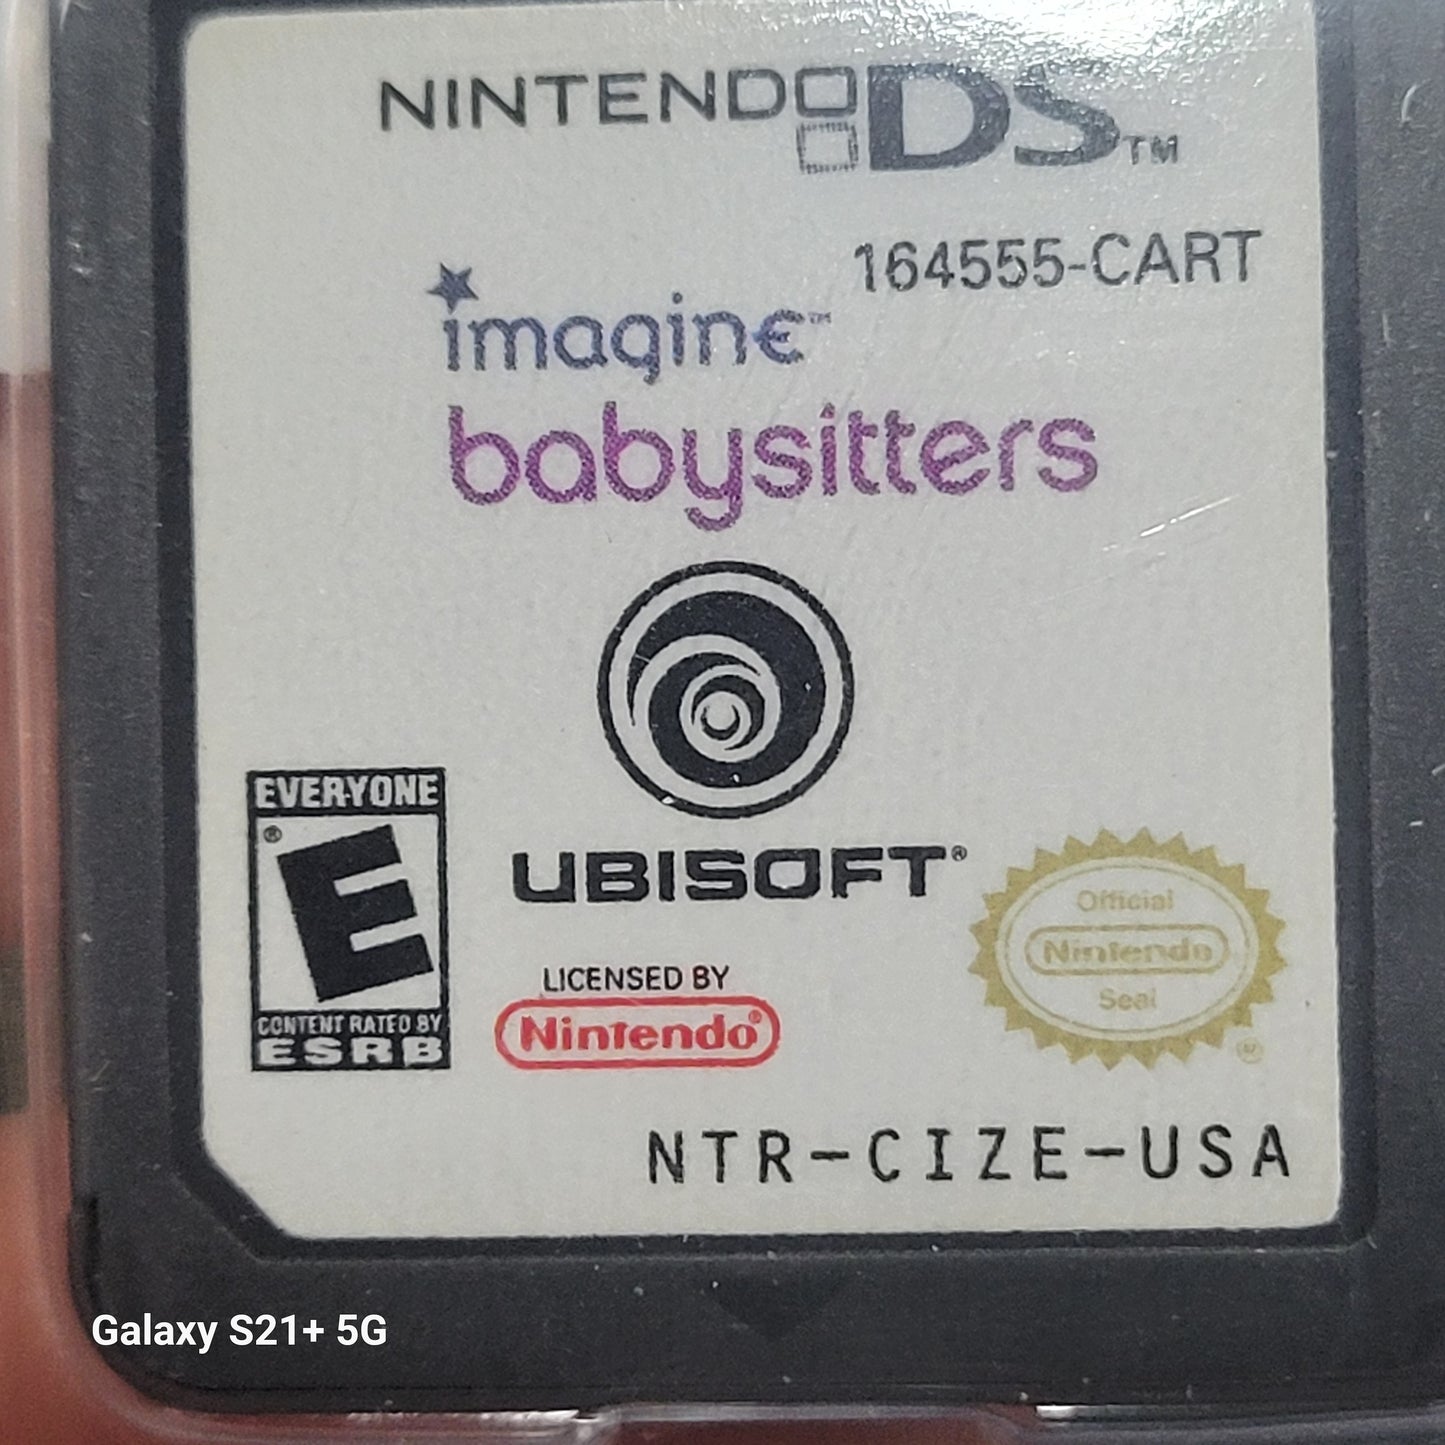 NINTENDO DS™
164555-CART
imagine™
babysitters
EVERYONE
®
E
CONTENT RATED BY
ESRB
UBISOFT®
LICENSED BY
Nintendo®
Official
Nintendo
Seal
NTR-CIZE-USA
Galaxy S21+ 5G